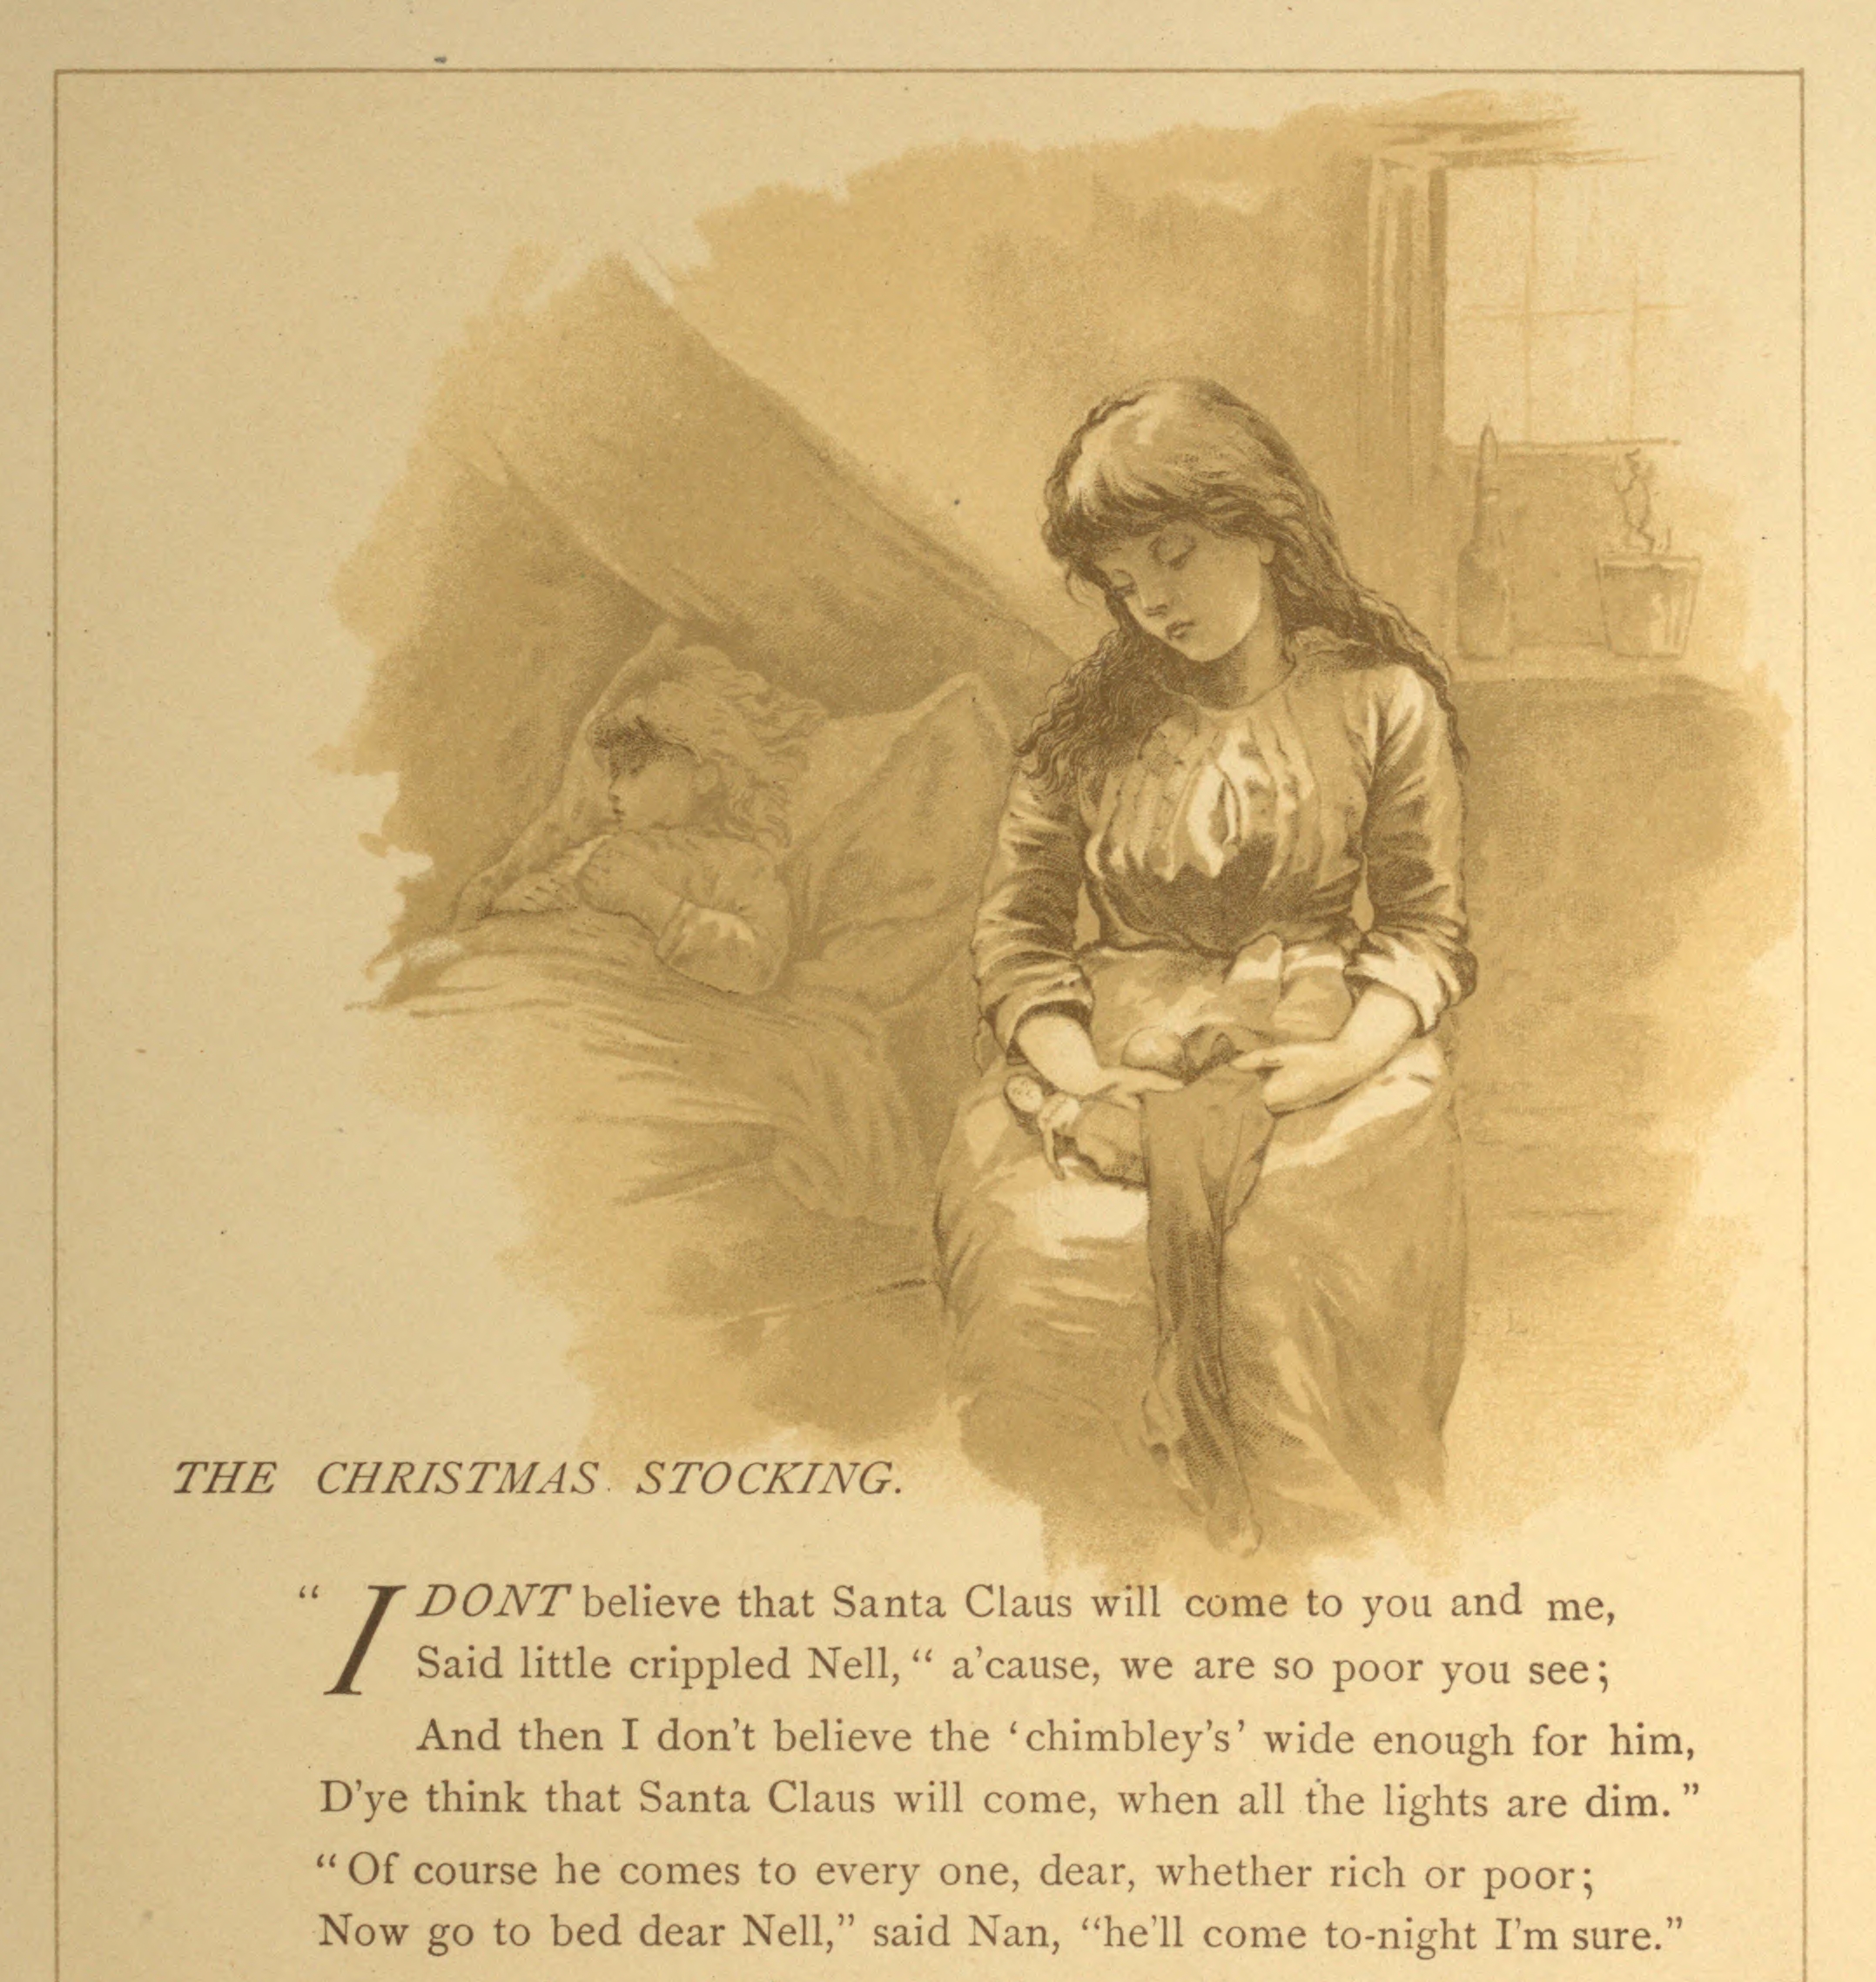 THE CHRISTMAS STOCKING.
“I DONT believe that Santa Claus will come to you and me,
Said little crippled Nell, “ a'cause, we are so poor you see;
And then I don't believe the ‘chimbley's’ wide enough for him,
D'ye think that Santa Claus will come, when all the lights are dim.”
“Of course he comes to every one, dear, whether rich or poor;
Now go to bed dear Nell,” said Nan, “he'll come to-night I'm sure.”